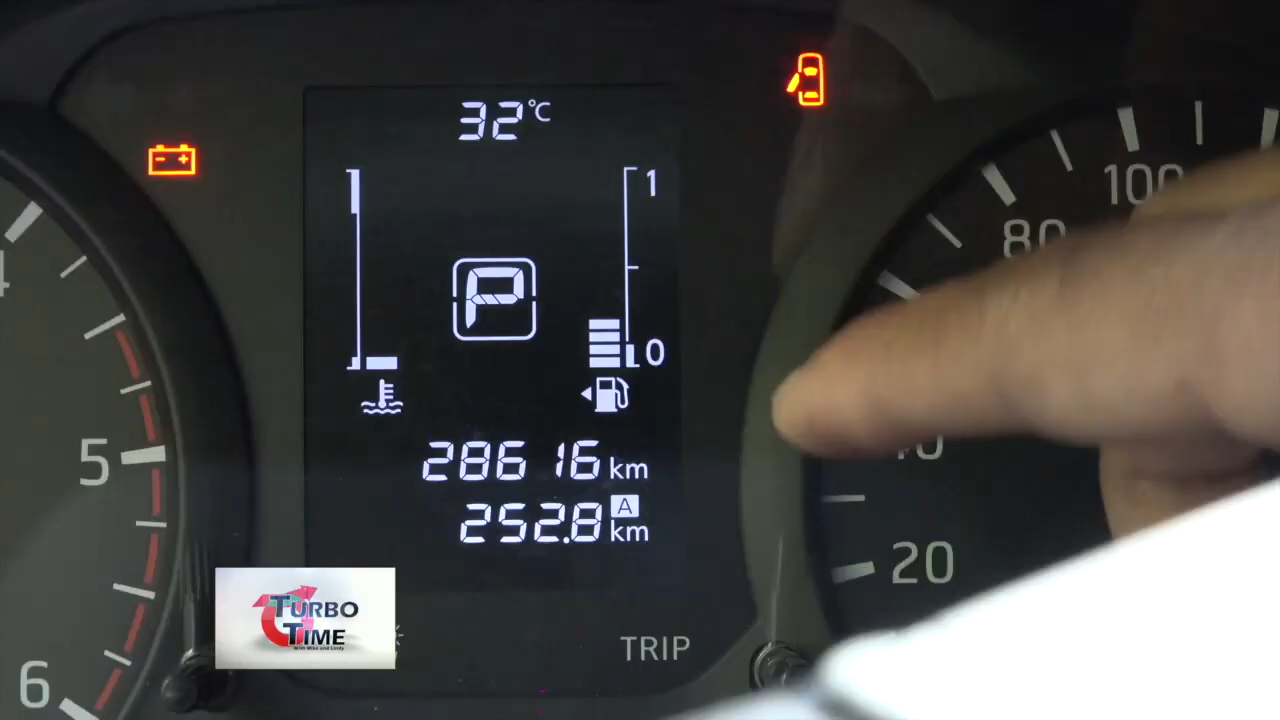 32°C
1
P
0
28616 km
A
252.8 km
TRIP
4
5
6
100
80
20
TURBO
TIME
With Mike and Lindy